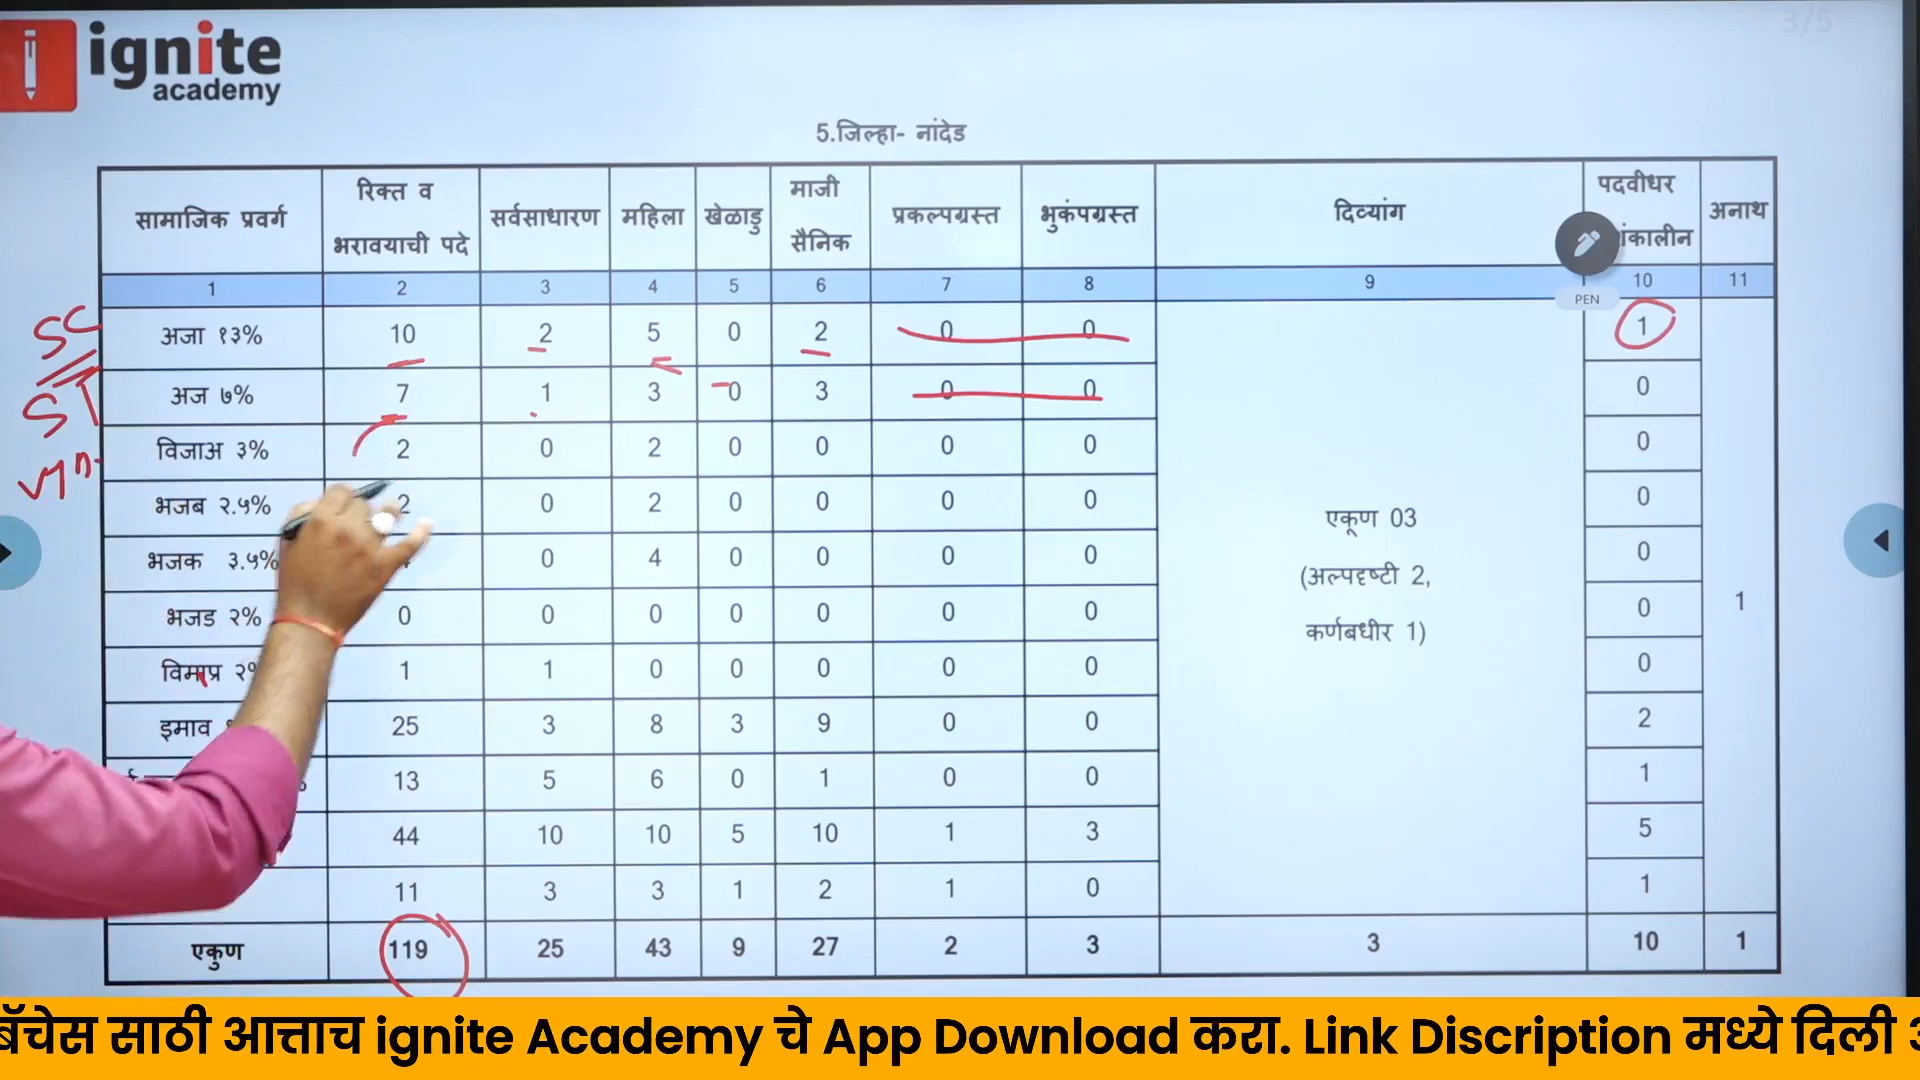 3/5
ignite
academy
5.जिल्हा- नांदेड
सामाजिक प्रवर्ग रिक्त व भरावयाची पदे सर्वसाधारण महिला खेळाडु माजी सैनिक प्रकल्पग्रस्त भुकंपग्रस्त दिव्यांग पदवीधर अनाथ
1 2 3 4 5 6 7 8 9 10 11
अजा १३% 10 2 5 0 2 0 0 1
अज ७% 7 1 3 0 3 0 0 0
विजाअ ३% 2 0 2 0 0 0 0 0
भजब २.५% 2 0 2 0 0 0 0 0
भजक ३.५% 0 4 0 0 0 0 0
भजड २% 0 0 0 0 0 0 0 0
विमाप्र 1 1 0 0 0 0 0 0
इमाव 25 3 8 3 9 0 0 2
13 5 6 0 1 0 0 1
44 10 10 5 10 1 3 5
11 3 3 1 2 1 0 1
एकूण 03
(अल्पदृष्टी 2,
कर्णबधीर 1)
1
एकुण 119 25 43 9 27 2 3 3 10 1
SC
ST
PEN
बॅचेस साठी आत्ताच ignite Academy चे App Download करा. Link Discription मध्ये दिली